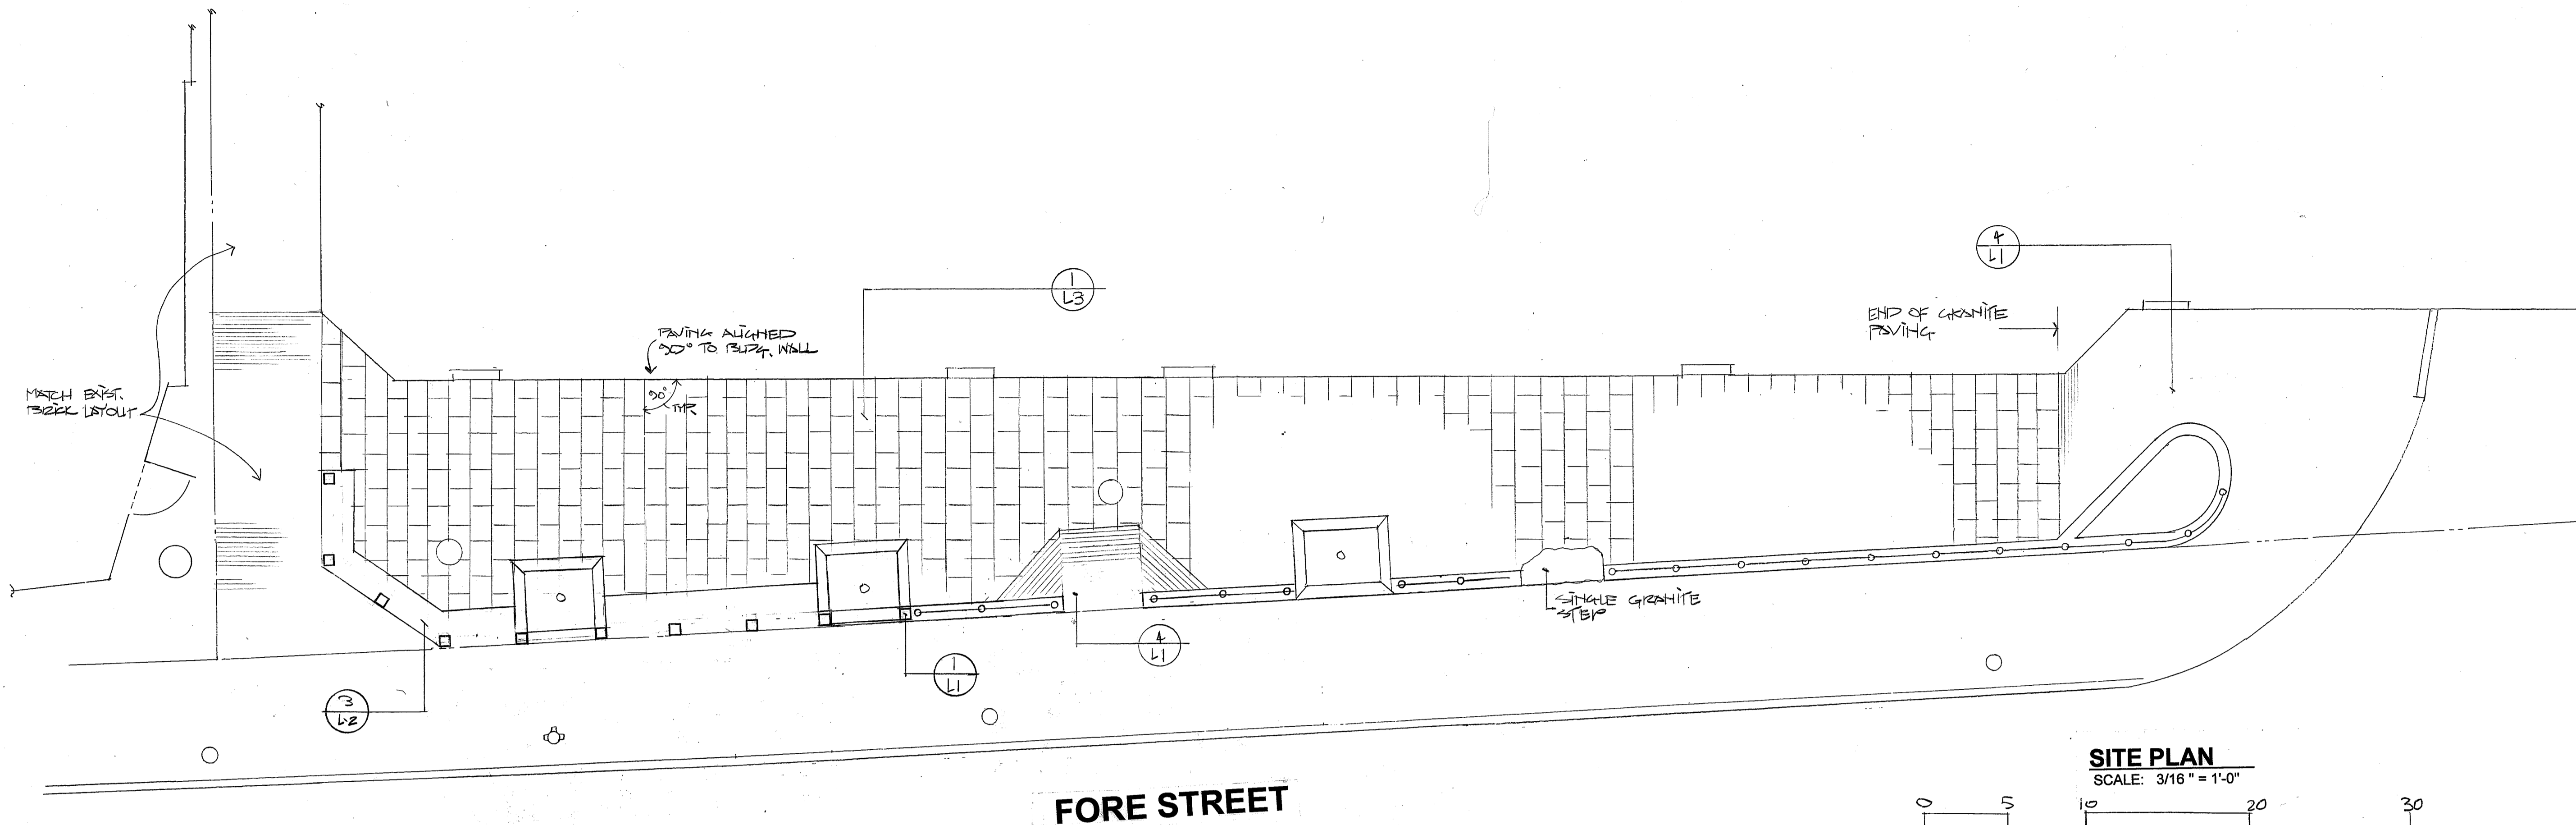 4
L1
1
L3
END OF GRANITE
PAVING
PAVING ALIGNED
90° TO BLDG. WALL
90°
TYP.
MATCH EXIST.
BRICK LAYOUT
SINGLE GRANITE
STEP
4
L1
1
L1
3
L2
SITE PLAN
SCALE: 3/16 " = 1'-0"
FORE STREET
0 5 10 20 30